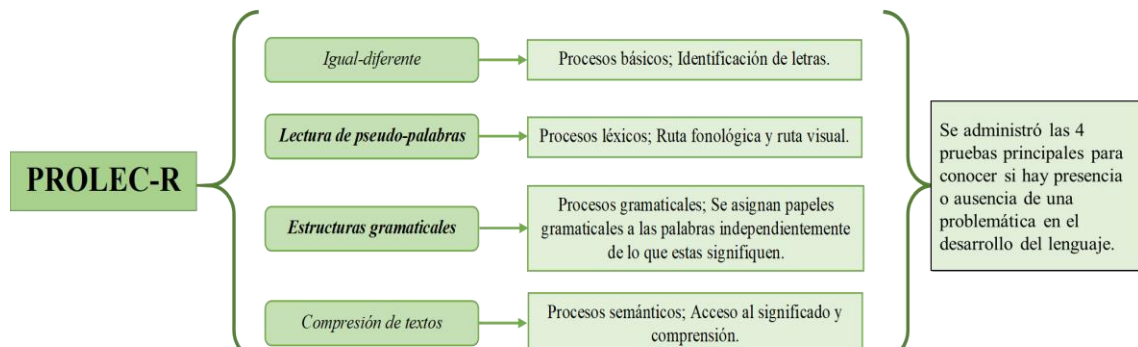 PROLEC-R
Igual-diferente
Procesos básicos; Identificación de letras.
Lectura de pseudo-palabras
Procesos léxicos; Ruta fonológica y ruta visual.
Estructuras gramaticales
Procesos gramaticales; Se asignan papeles
gramaticales a las palabras independientemente
de lo que estas signifiquen.
Compresión de textos
Procesos semánticos; Acceso al significado y
comprensión.
Se administró las 4
pruebas principales para
conocer si hay presencia
o ausencia de una
problemática en el
desarrollo del lenguaje.